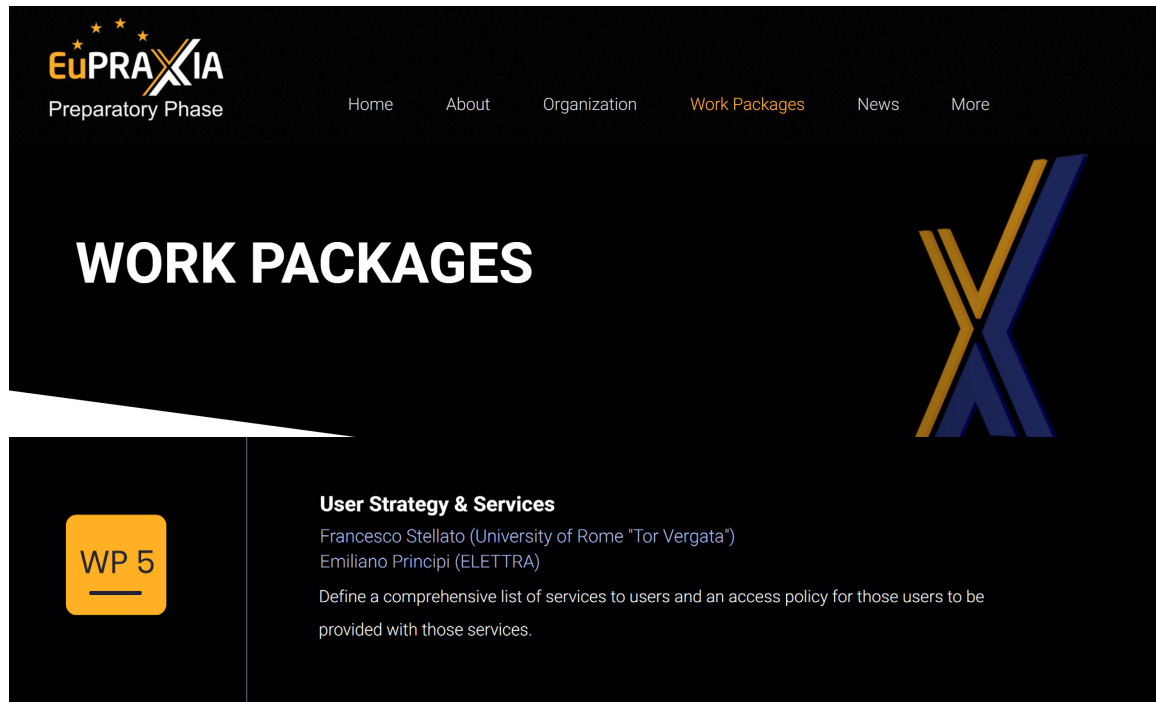 EuPRAXIA
Preparatory Phase
Home About Organization Work Packages News More
WORK PACKAGES
WP 5
User Strategy & Services
Francesco Stellato (University of Rome "Tor Vergata")
Emiliano Principi (ELETTRA)
Define a comprehensive list of services to users and an access policy for those users to be
provided with those services.